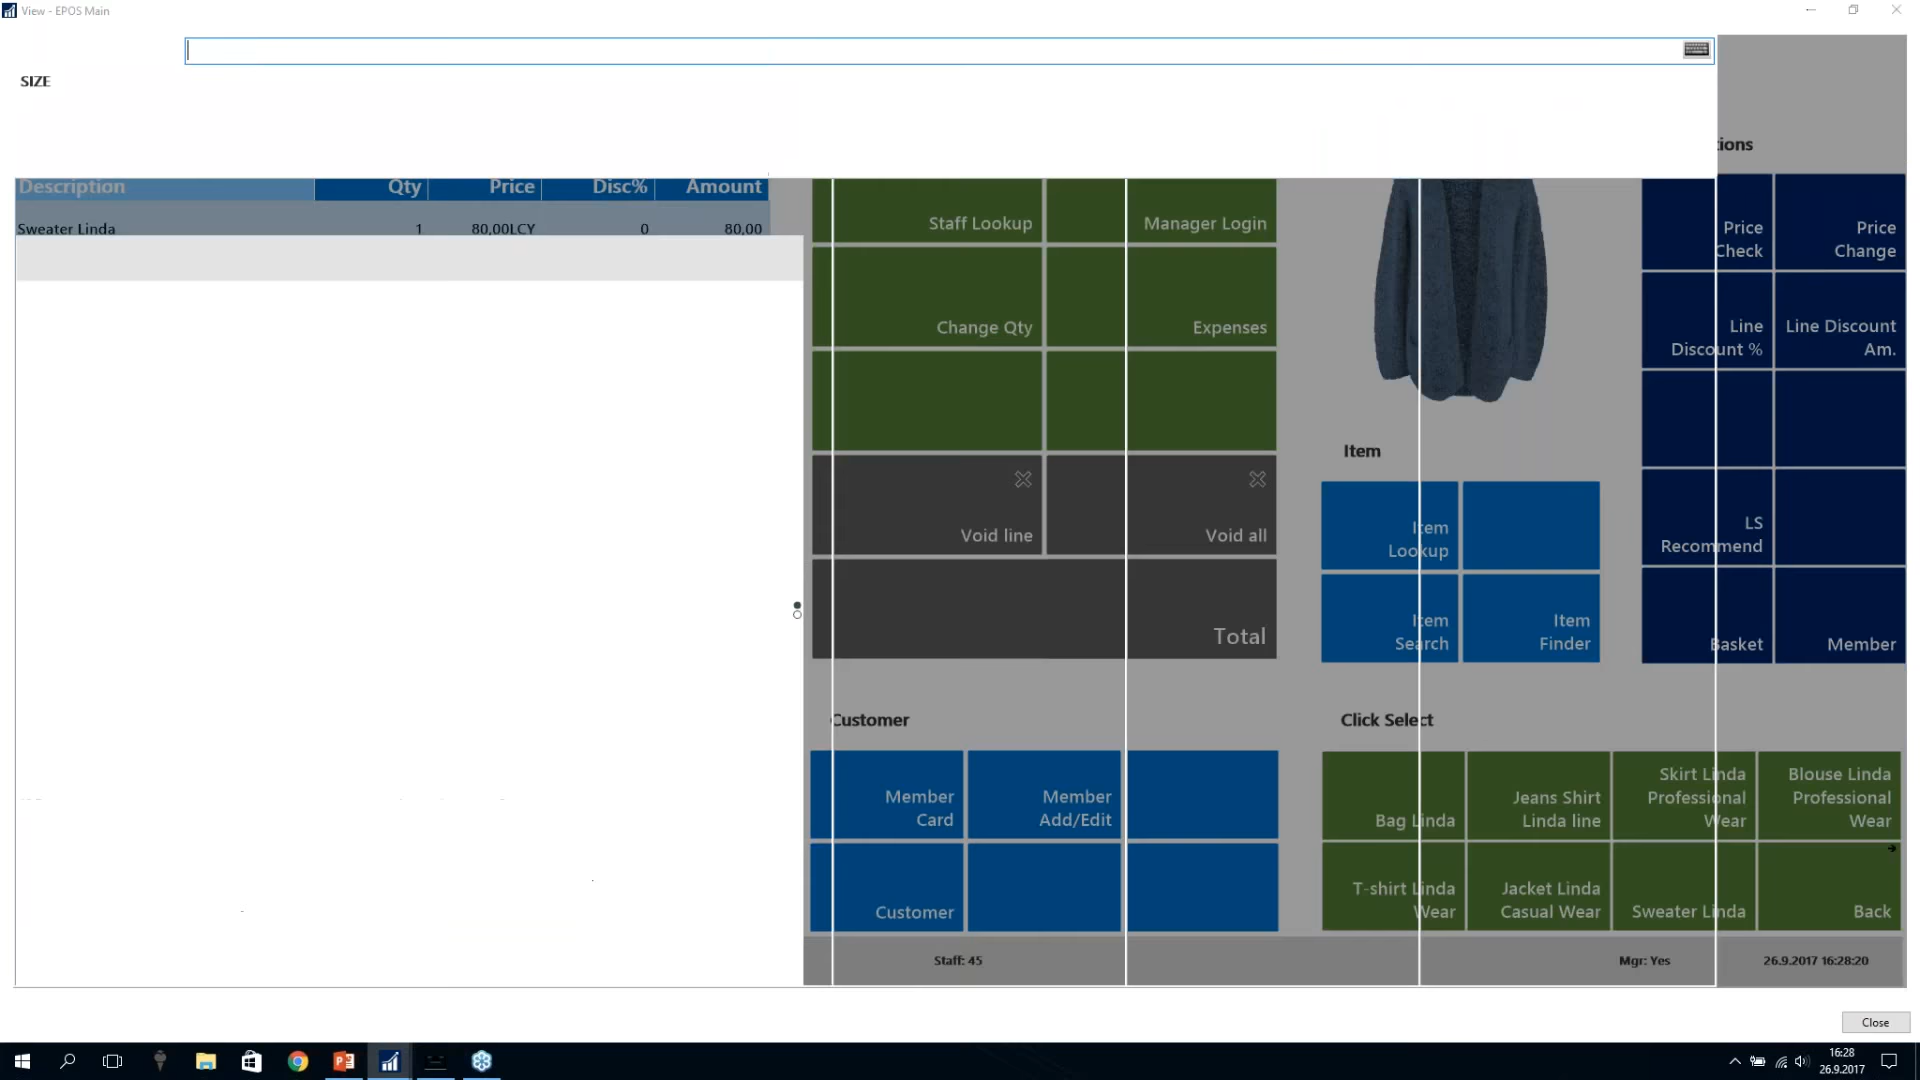 View - EPOS Main
SIZE
ions
Description Qty Price Disc% Amount
Sweater Linda 1 80,00LCY 0 80,00
Staff Lookup
Manager Login
Change Qty
Expenses
Void line
Void all
Total
Item
Item
Lookup
Item
Search
Item
Finder
Price
Check
Price
Change
Line
Discount %
Line Discount
Am.
LS
Recommend
Basket
Member
Customer
Member
Card
Member
Add/Edit
Customer
Click Select
Bag Linda
Jeans Shirt
Linda line
Skirt Linda
Professional
Wear
Blouse Linda
Professional
Wear
T-shirt Linda
Wear
Jacket Linda
Casual Wear
Sweater Linda
Back
Staff: 45
Mgr: Yes
26.9.2017 16:28:20
Close
16:28
26.9.2017